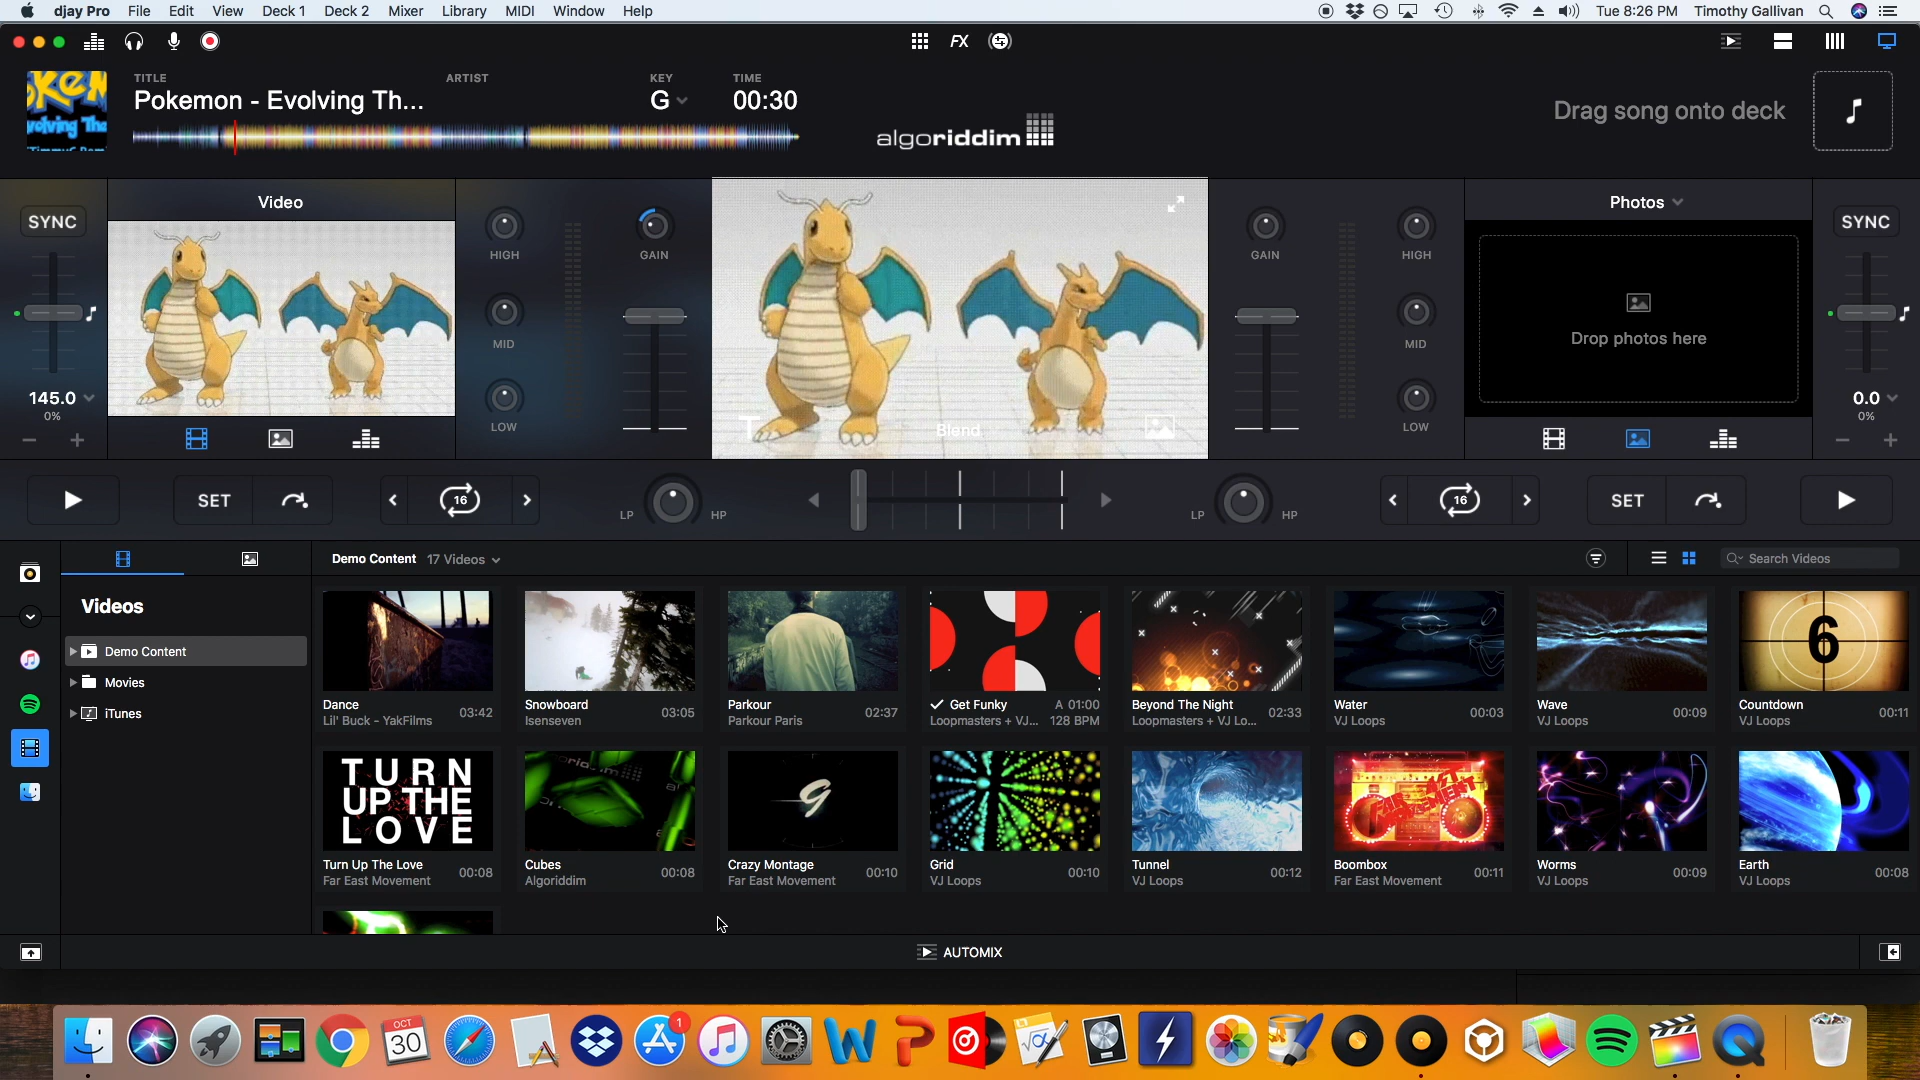 djay Pro File Edit View Deck 1 Deck 2 Mixer Library MIDI Window Help
Tue 8:26 PM Timothy Gallivan
FX
TITLE ARTIST KEY TIME
Pokemon - Evolving Th... G 00:30
algoriddim
Drag song onto deck
Video
Photos
SYNC
HIGH
GAIN
GAIN
HIGH
SYNC
MID
MID
Drop photos here
145.0
0%
LOW
Blend
LOW
0.0
0%
SET
16
LP HP
LP HP
16
SET
Demo Content 17 Videos
Search Videos
Videos
Demo Content
Movies
iTunes
Dance
Lil' Buck - YakFilms 03:42
Snowboard
Isenseven 03:05
Parkour
Parkour Paris 02:37
Get Funky A 01:00
Loopmasters + VJ... 128 BPM
Beyond The Night
Loopmasters + VJ Lo... 02:33
Water
VJ Loops 00:03
Wave
VJ Loops 00:09
6
Countdown
VJ Loops 00:11
TURN
UP THE
LOVE
Turn Up The Love
Far East Movement 00:08
Cubes
Algoriddim 00:08
Crazy Montage
Far East Movement 00:10
Grid
VJ Loops 00:10
Tunnel
VJ Loops 00:12
Boombox
Far East Movement 00:11
Worms
VJ Loops 00:09
Earth
VJ Loops 00:08
AUTOMIX
OCT
30
1